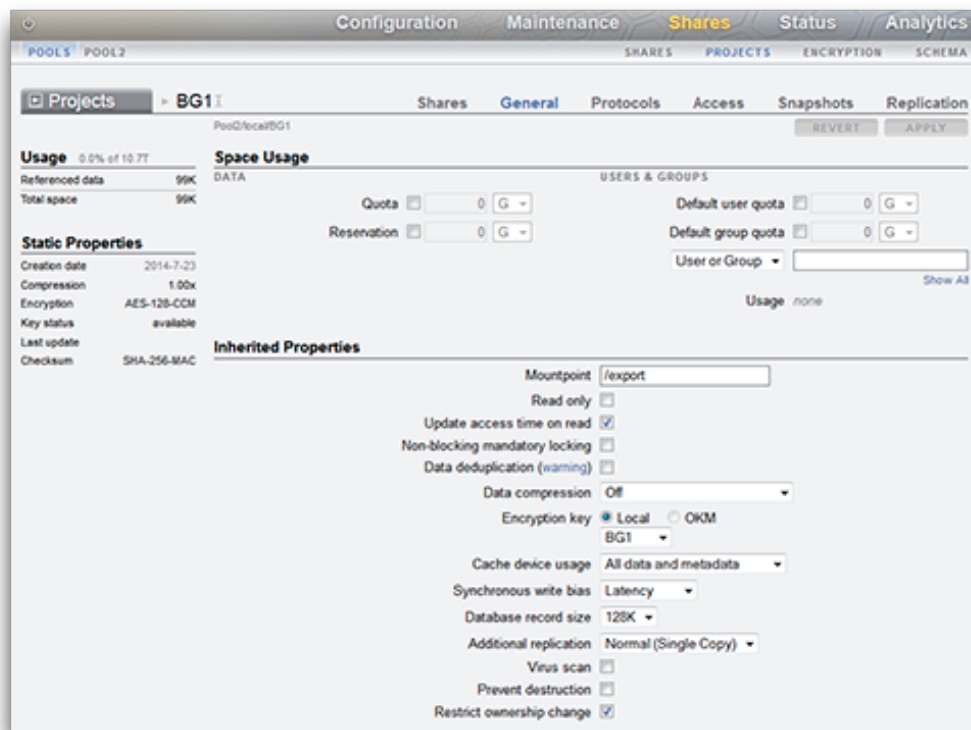 Configuration Maintenance Shares Status Analytics
POOLS POOL2 SHARES PROJECTS ENCRYPTION SCHEMA
Projects BG1 Shares General Protocols Access Snapshots Replication
Pool2/local/BG1 REVERT APPLY
Usage 0.0% of 10.7T Space Usage
Referenced data 99K DATA USERS & GROUPS
Total space 99K Quota 0 G Default user quota 0 G
Reservation 0 G Default group quota 0 G
Static Properties User or Group
Creation date 2014-7-23 Show All
Compression 1.00x
Encryption AES-128-CCM Usage none
Key status available
Last update
Checksum SHA-256-MAC
Inherited Properties
Mountpoint /export
Read only
Update access time on read
Non-blocking mandatory locking
Data deduplication (warning)
Data compression Off
Encryption key Local OKM
BG1
Cache device usage All data and metadata
Synchronous write bias Latency
Database record size 128K
Additional replication Normal (Single Copy)
Virus scan
Prevent destruction
Restrict ownership change